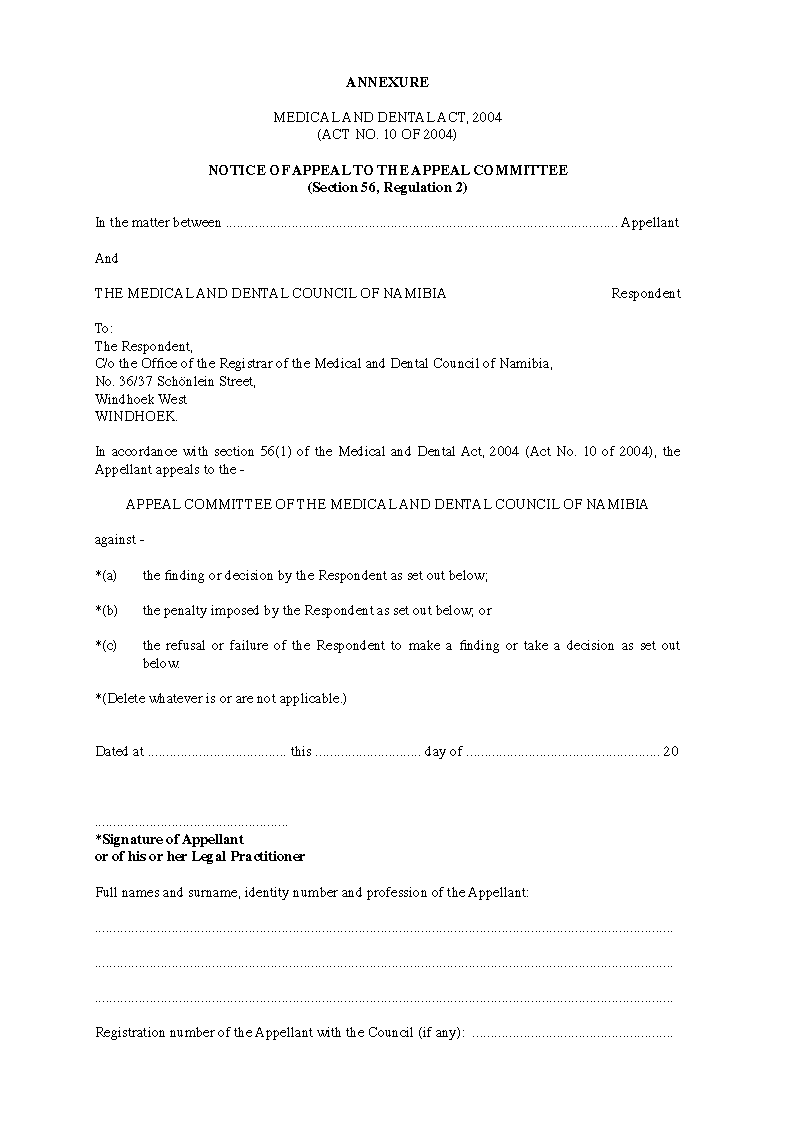 ANNEXURE
MEDICAL AND DENTAL ACT, 2004
(ACT NO. 10 OF 2004)
NOTICE OF APPEAL TO THE APPEAL COMMITTEE
(Section 56, Regulation 2)
In the matter between ........................................................................................................... Appellant
And
THE MEDICAL AND DENTAL COUNCIL OF NAMIBIA Respondent
To:
The Respondent,
C/o the Office of the Registrar of the Medical and Dental Council of Namibia,
No. 36/37 Schönlein Street,
Windhoek West
WINDHOEK.
In accordance with section 56(1) of the Medical and Dental Act, 2004 (Act No. 10 of 2004), the
Appellant appeals to the -
APPEAL COMMITTEE OF THE MEDICAL AND DENTAL COUNCIL OF NAMIBIA
against -
*(a) the finding or decision by the Respondent as set out below;
*(b) the penalty imposed by the Respondent as set out below; or
*(c) the refusal or failure of the Respondent to make a finding or take a decision as set out
below.
*(Delete whatever is or are not applicable.)
Dated at ...................................... this ............................. day of ..................................................... 20
.....................................................
*Signature of Appellant
or of his or her Legal Practitioner
Full names and surname, identity number and profession of the Appellant:
..............................................................................................................................................................
..............................................................................................................................................................
..............................................................................................................................................................
Registration number of the Appellant with the Council (if any): .......................................................